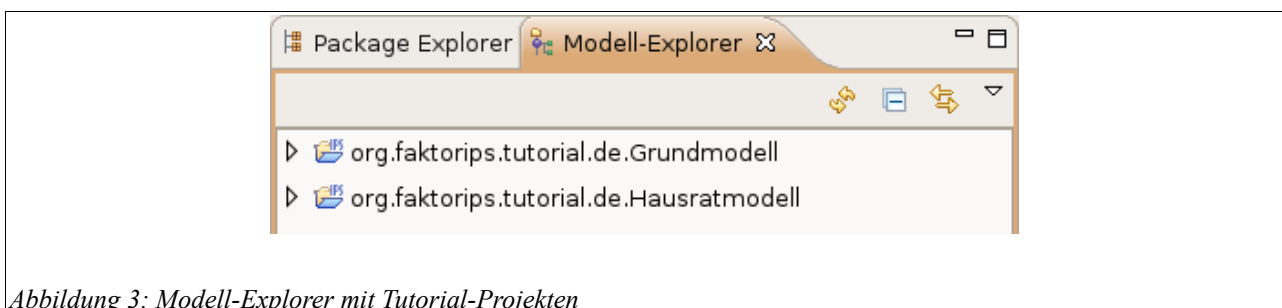 Package Explorer Modell-Explorer
org.faktorips.tutorial.de.Grundmodell
org.faktorips.tutorial.de.Hausratmodell
Abbildung 3: Modell-Explorer mit Tutorial-Projekten